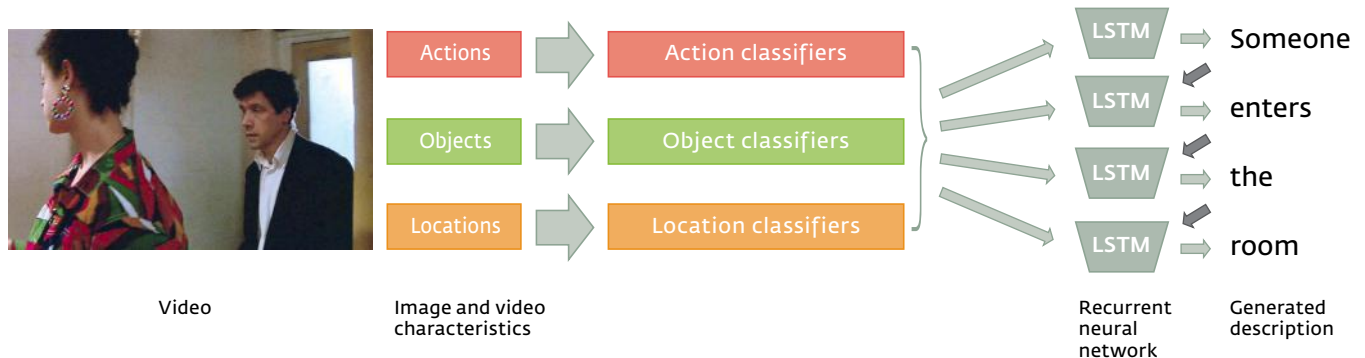 Actions
Action classifiers
Objects
Object classifiers
Locations
Location classifiers
LSTM
Someone
LSTM
enters
LSTM
the
LSTM
room
Video
Image and video
characteristics
Recurrent
neural
network
Generated
description